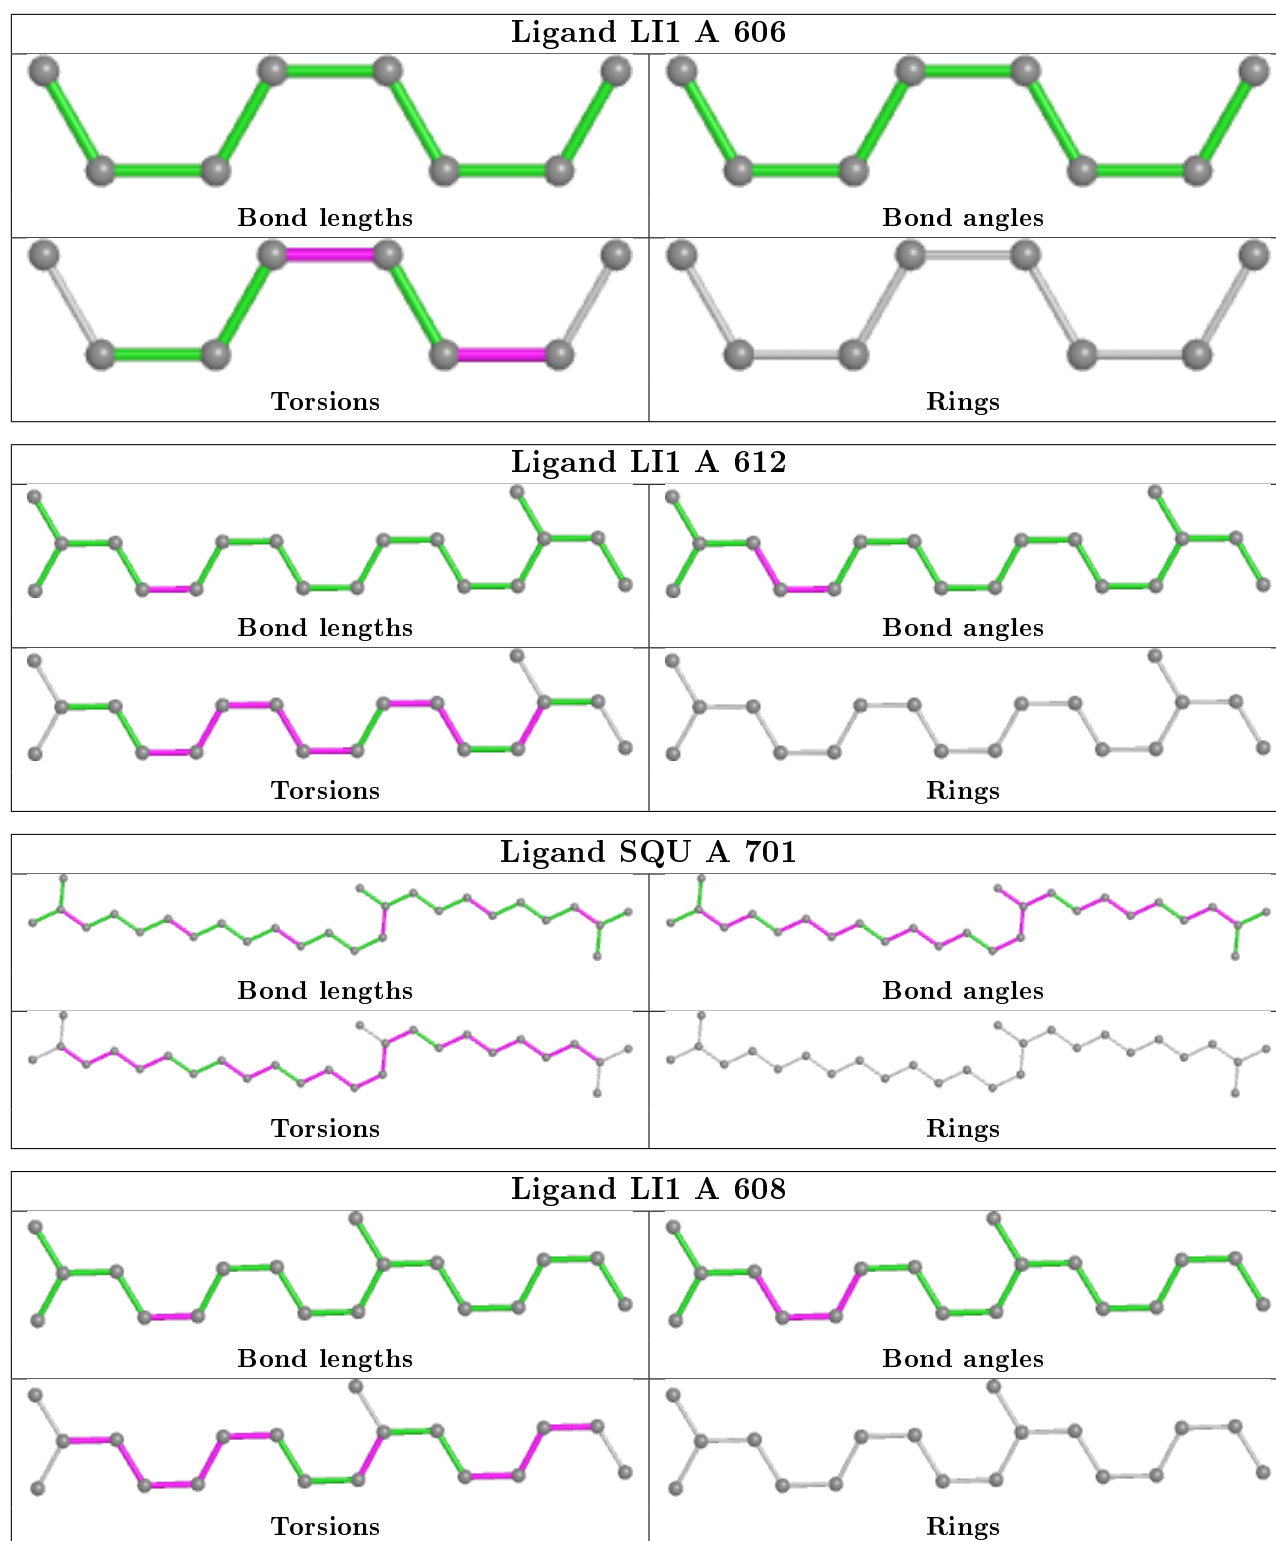 Ligand LI1 A 606
Bond lengths
Bond angles
Torsions
Rings
Ligand LI1 A 612
Bond lengths
Bond angles
Torsions
Rings
Ligand SQU A 701
Bond lengths
Bond angles
Torsions
Rings
Ligand LI1 A 608
Bond lengths
Bond angles
Torsions
Rings